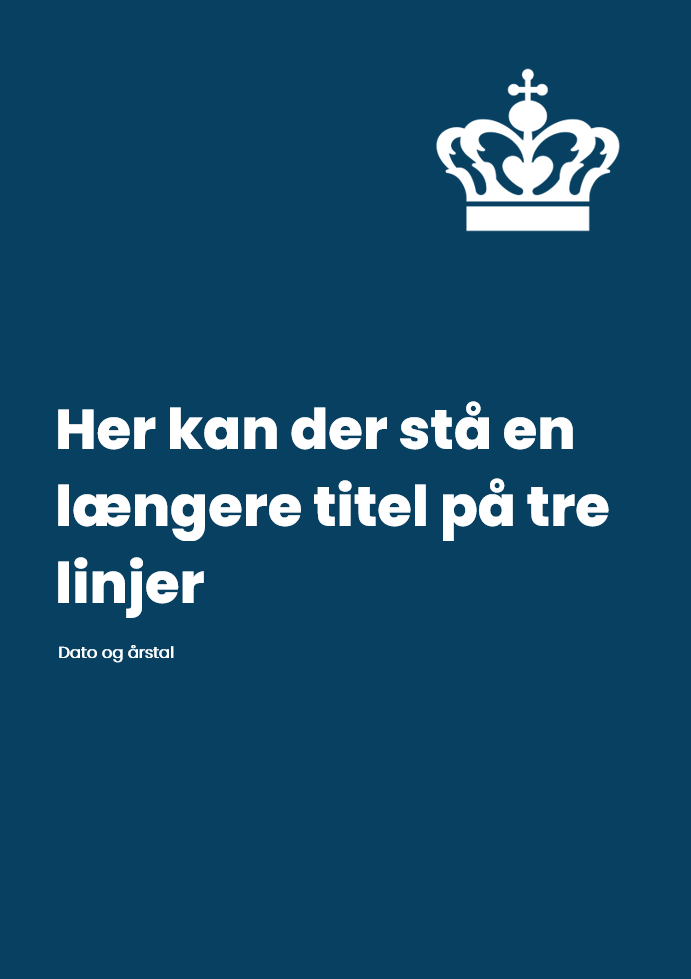 Her kan der stå en
længere titel på tre
linjer
Dato og årstal